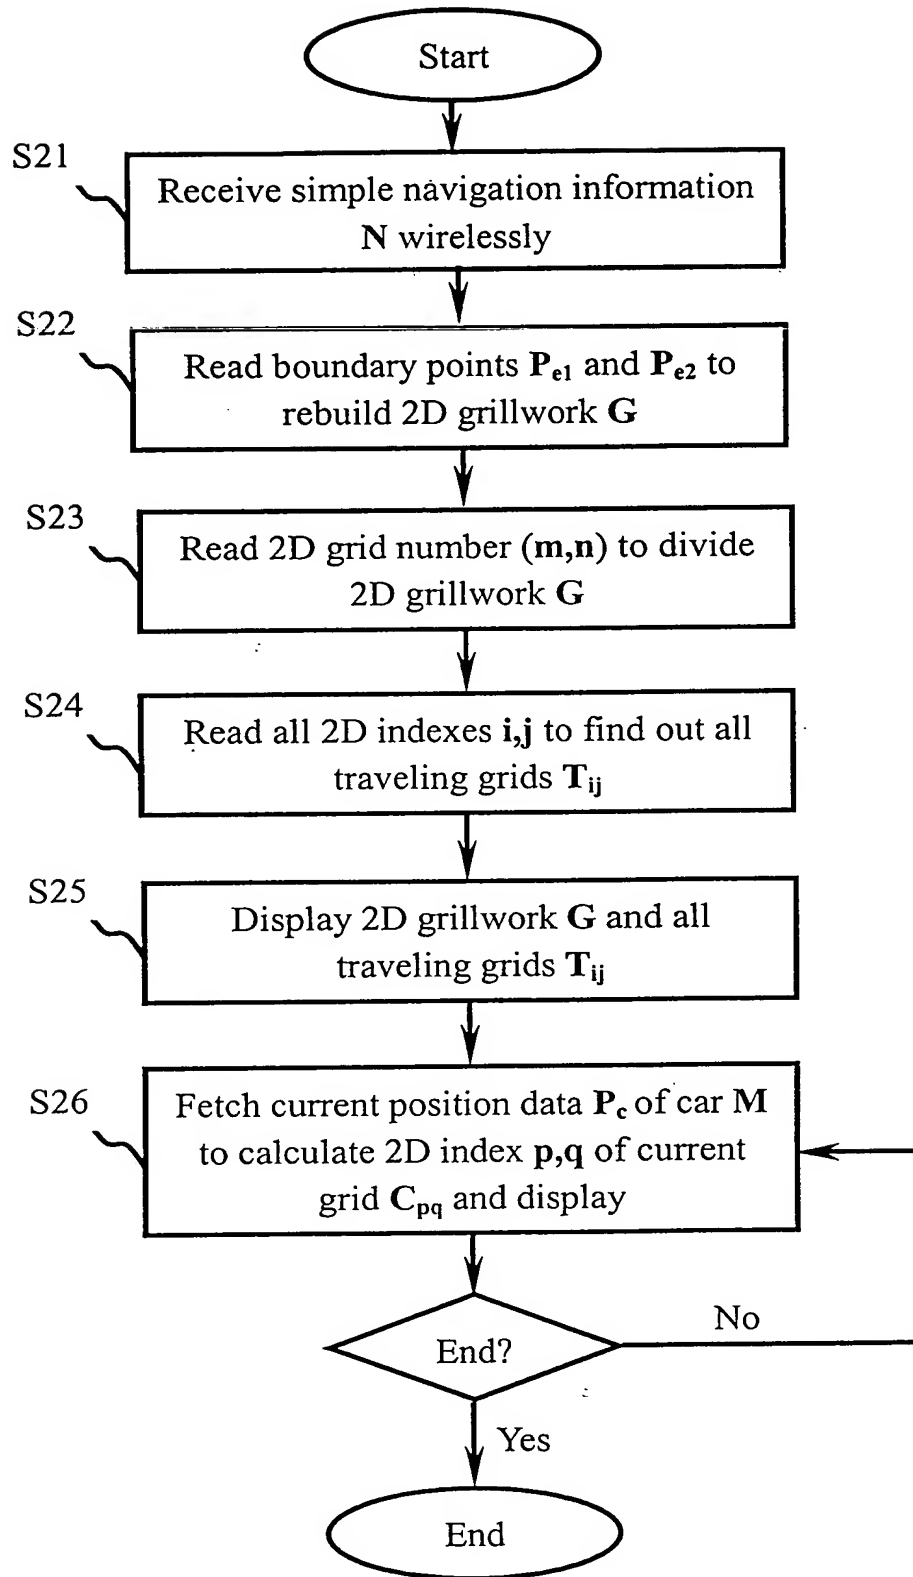 Start
S21
Receive simple navigation information
N wirelessly
S22
Read boundary points Pe1 and Pe2 to
rebuild 2D grillwork G
S23
Read 2D grid number (m,n) to divide
2D grillwork G
S24
Read all 2D indexes i,j to find out all
traveling grids Tij
S25
Display 2D grillwork G and all
traveling grids Tij
S26
Fetch current position data Pc of car M
to calculate 2D index p,q of current
grid Cpq and display
End?
No
Yes
End